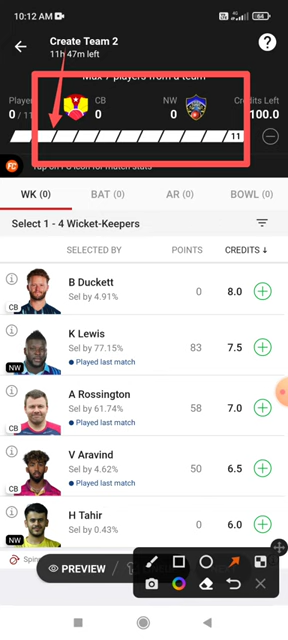 10:12 AM
64
Create Team 2
11h 47m left
?
Max 7 players from a team
Players
0 / 11
CB
0
NW
0
Credits Left
100.0
11
FC
Tap on FC icon for match stats
WK (0) BAT (0) AR (0) BOWL (0)
Select 1 - 4 Wicket-Keepers
SELECTED BY POINTS CREDITS ↓
B Duckett
Sel by 4.91%
0 8.0
CB
K Lewis
Sel by 77.15%
Played last match
83 7.5
NW
A Rossington
Sel by 61.74%
Played last match
58 7.0
CB
V Aravind
Sel by 4.62%
Played last match
50 6.5
CB
H Tahir
Sel by 0.43%
0 6.0
NW
PREVIEW